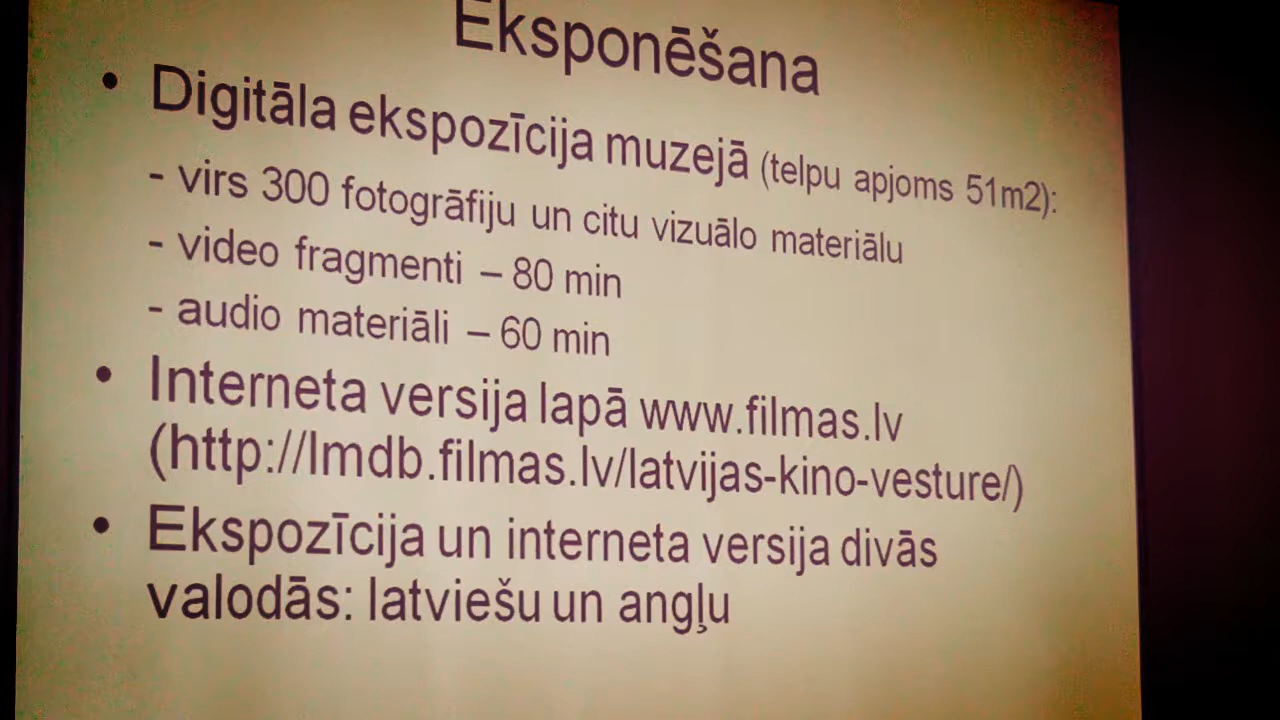 Eksponēšana
• Digitāla ekspozīcija muzejā (telpu apjoms 51m2):
- virs 300 fotogrāfiju un citu vizuālo materiālu
- video fragmenti – 80 min
- audio materiāli – 60 min
• Interneta versija lapā www.filmas.lv
(http://lmdb.filmas.lv/latvijas-kino-vesture/)
• Ekspozīcija un interneta versija divās
valodās: latviešu un angļu